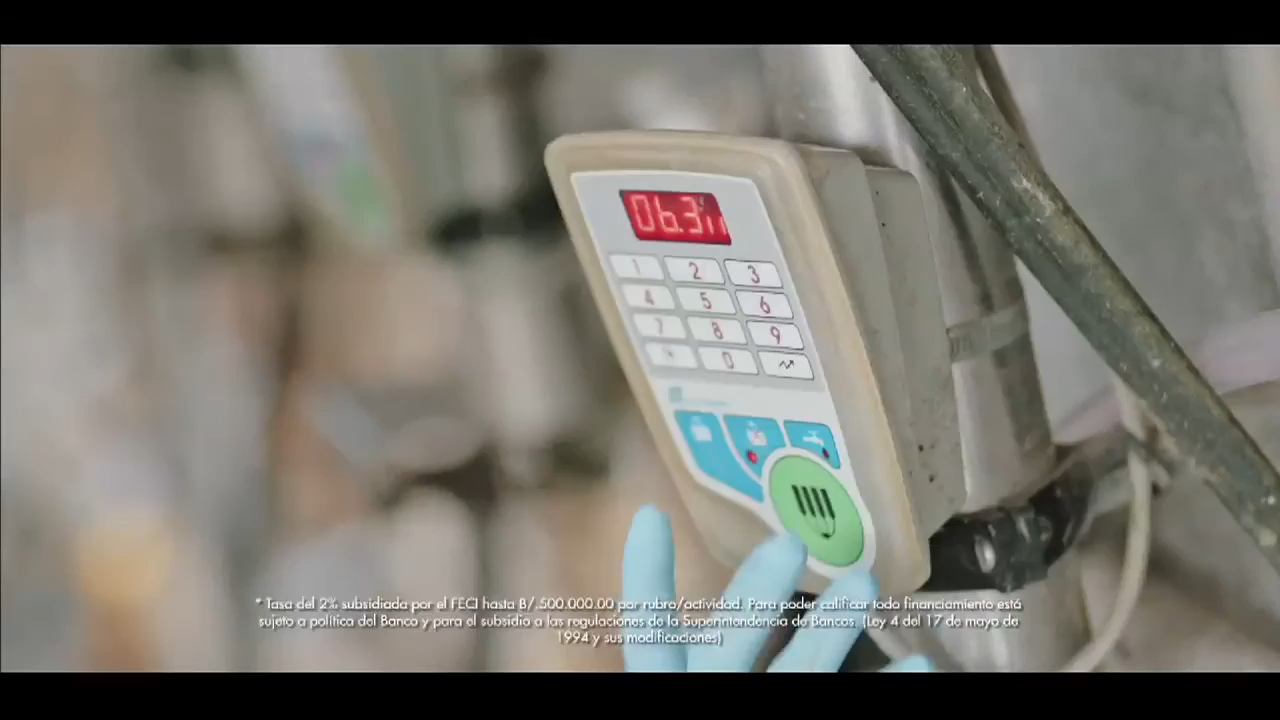 06.3
1 2 3
4 5 6
7 8 9
0
* Tasa del 2% subsidiada por el FECI hasta B/.500.000.00 por rubro/actividad. Para poder calificar todo financiamiento está
sujeto a política del Banco y para el subsidio a las regulaciones de la Superintendencia de Bancos. (Ley 4 del 17 de mayo de
1994 y sus modificaciones)